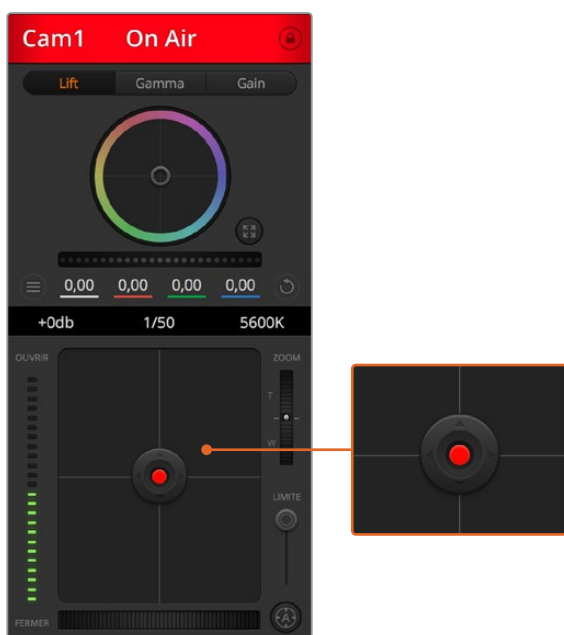 Cam1 On Air
Lift Gamma Gain
0,00 0,00 0,00 0,00
+0db 1/50 5600K
OUVRIR ZOOM
T
W
LIMITE
FERMER A